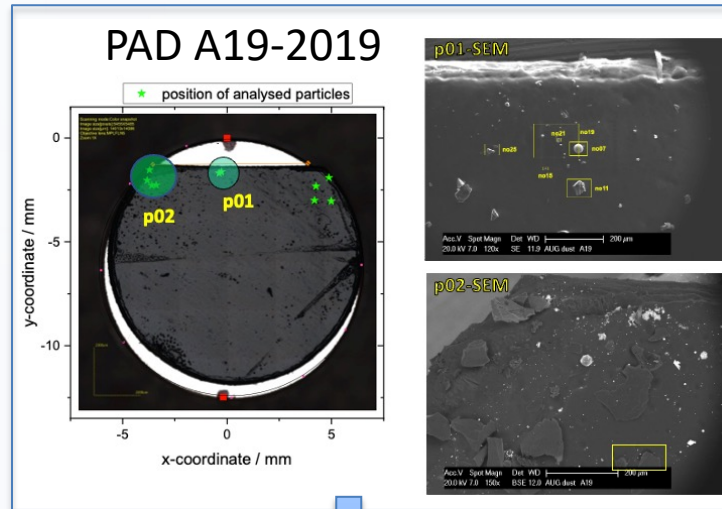 PAD A19-2019
position of analysed particles
0
-5
-10
-5
0
5
y-coordinate / mm
x-coordinate / mm
p02
p01
p01-SEM
no21
no19
no25
no07
no18
no11
Acc.V Spot Magn Det WD 200 µm
20.0 kV 7.0 120x SE 11.9 AUG dust A19
p02-SEM
Acc.V Spot Magn Det WD 200 µm
20.0 kV 7.0 150x BSE 12.0 AUG dust A19